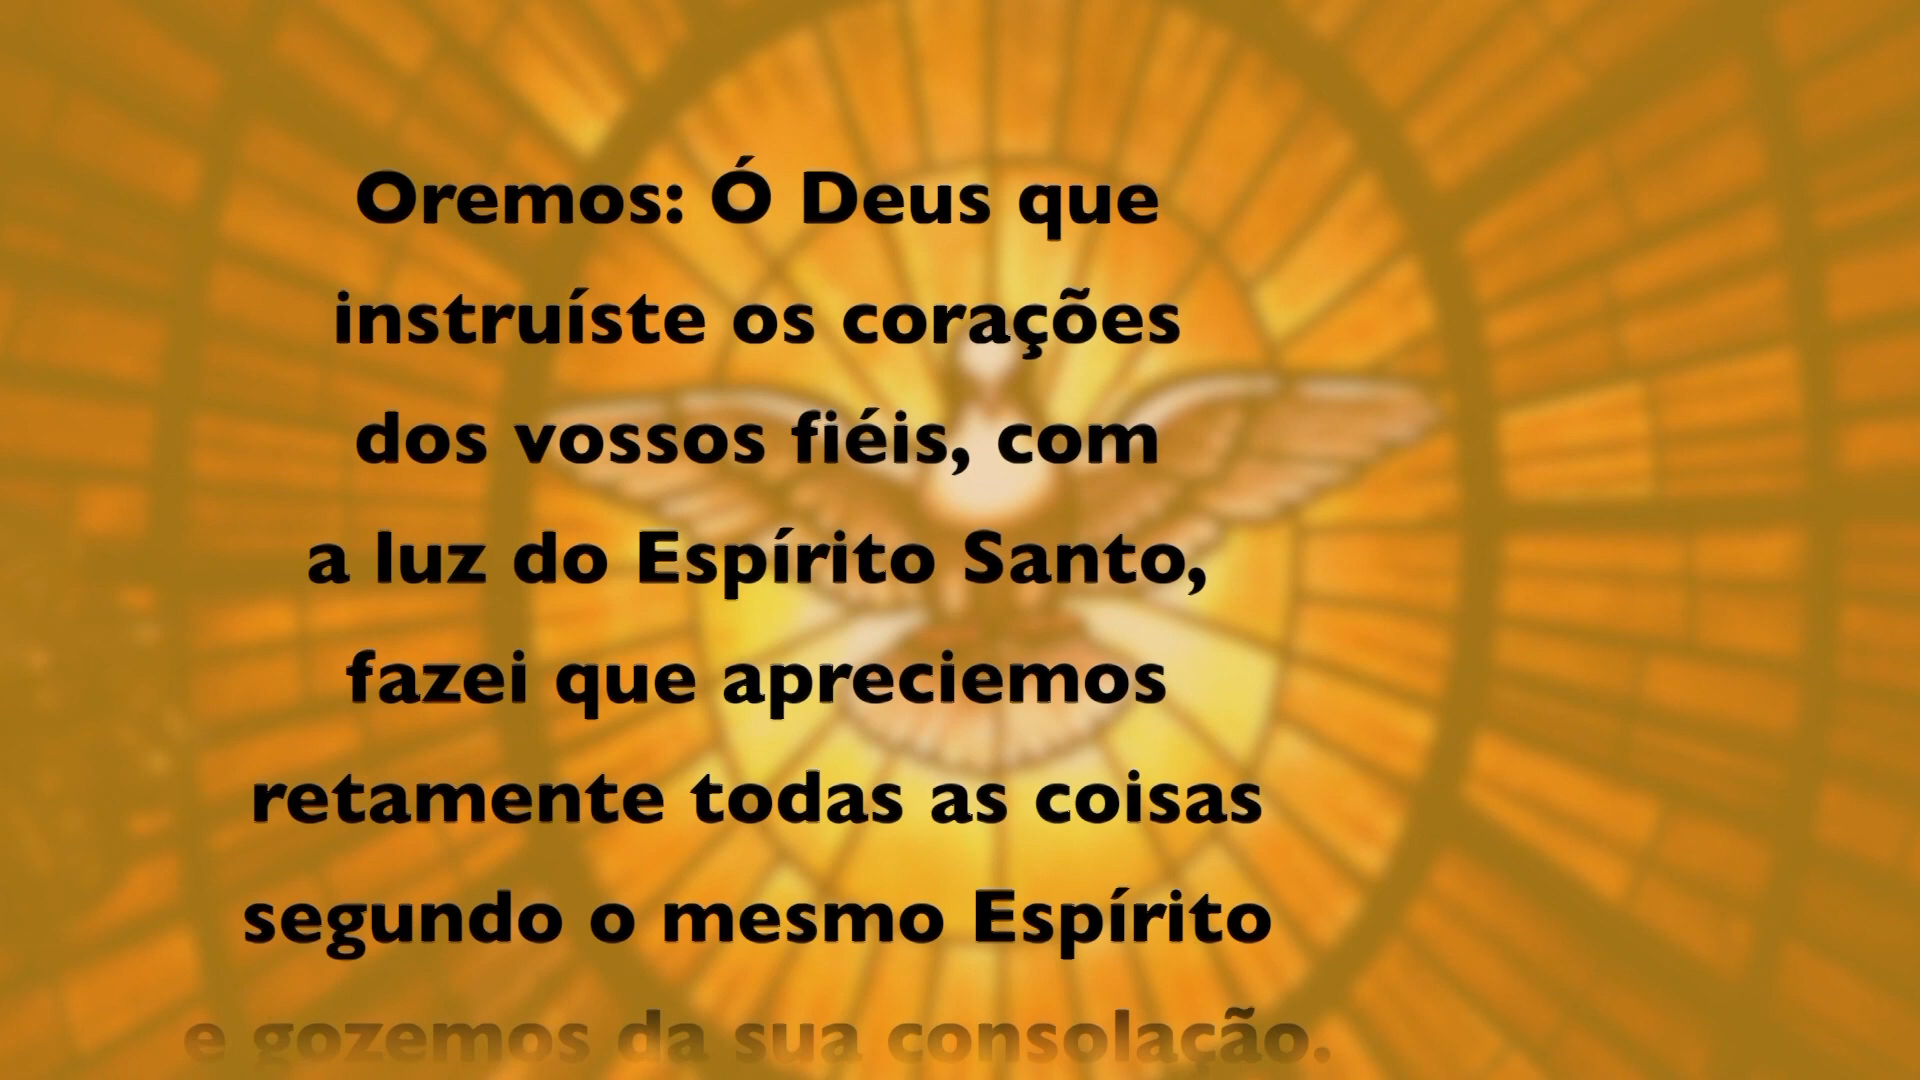 Oremos: Ó Deus que
instruíste os corações
dos vossos fiéis, com
a luz do Espírito Santo,
fazei que apreciemos
retamente todas as coisas
segundo o mesmo Espírito
e gozemos da sua consolação.